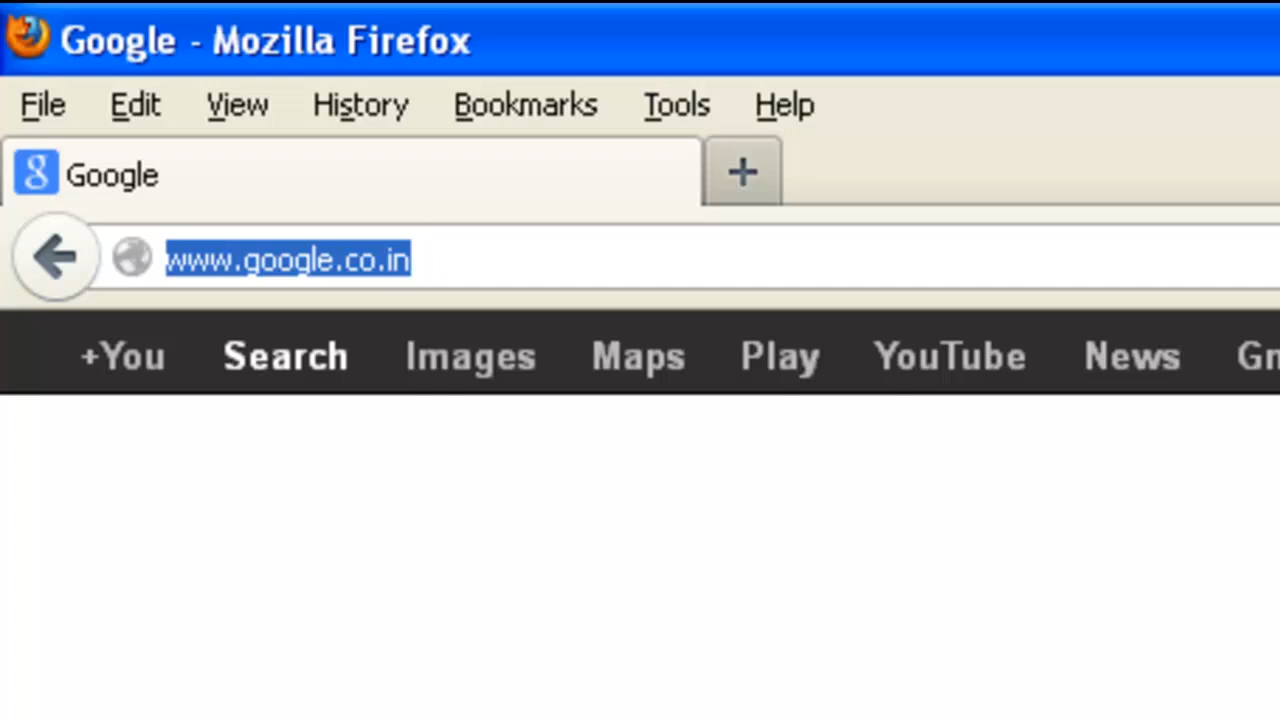 Google - Mozilla Firefox
File Edit View History Bookmarks Tools Help
g Google +
www.google.co.in
+You Search Images Maps Play YouTube News